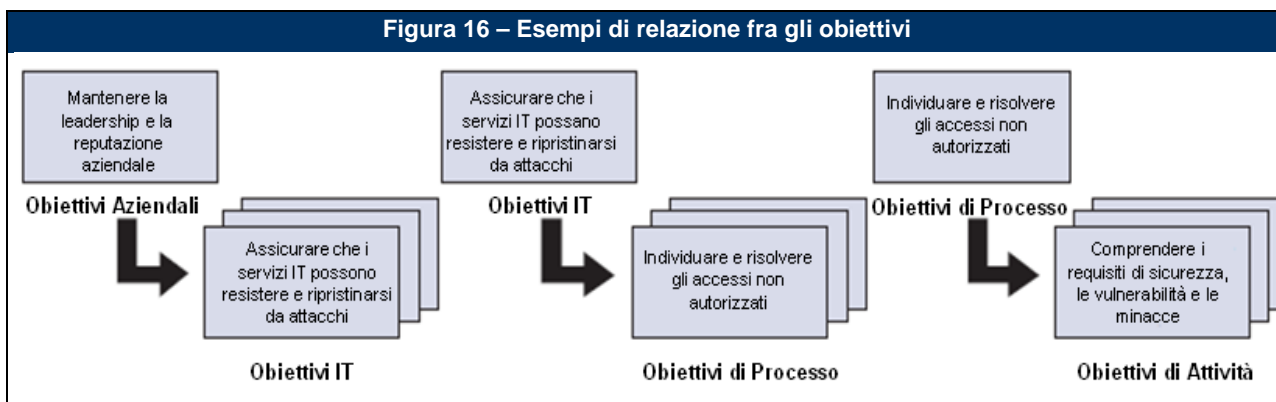 Figura 16 – Esempi di relazione fra gli obiettivi
Mantenere la
leadership e la
reputazione
aziendale
Obiettivi Aziendali
Assicurare che i
servizi IT possono
resistere e ripristinarsi
da attacchi
Obiettivi IT
Assicurare che i
servizi IT possano
resistere e ripristinarsi
da attacchi
Obiettivi IT
Individuare e risolvere
gli accessi non
autorizzati
Obiettivi di Processo
Individuare e risolvere
gli accessi non
autorizzati
Obiettivi di Processo
Comprendere i
requisiti di sicurezza,
le vulnerabilità e le
minacce
Obiettivi di Attività